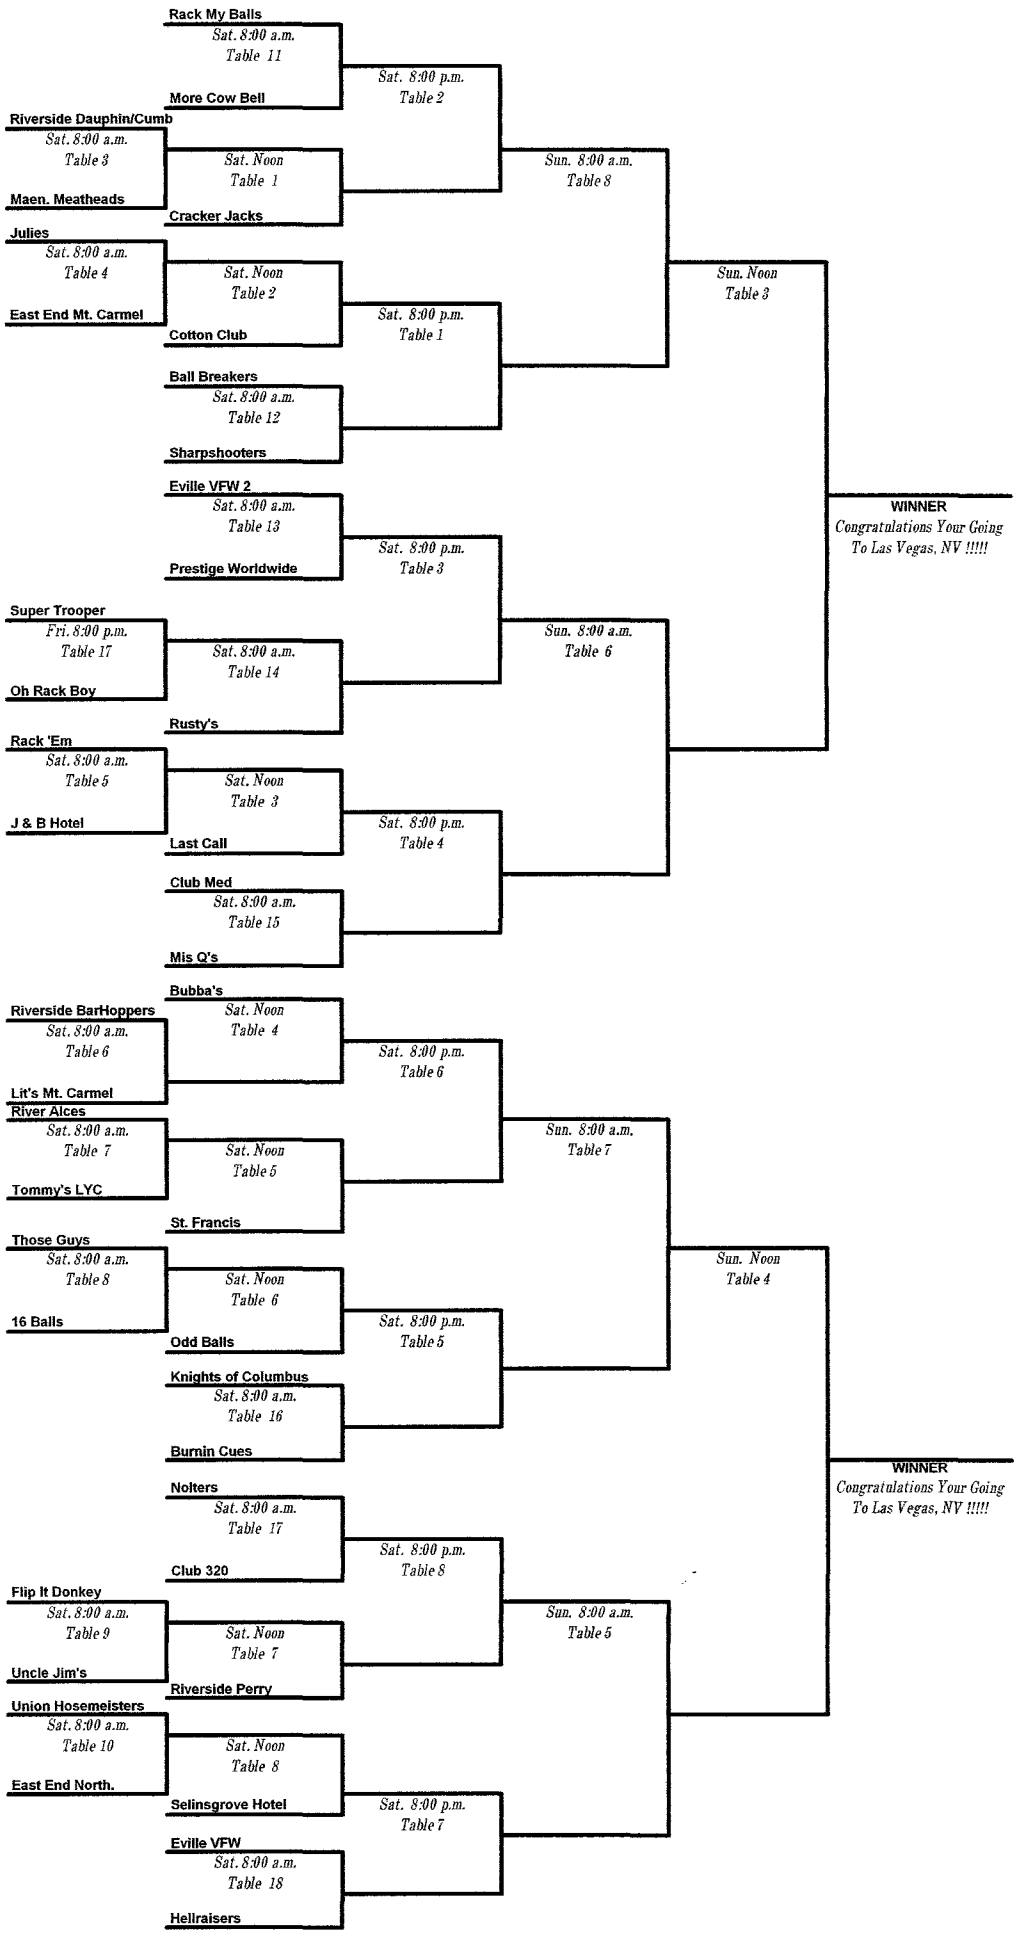 Rack My Balls
Sat. 8:00 a.m.
Table 11
Sat. 8:00 p.m.
Table 2
More Cow Bell
Riverside Dauphin/Cumb
Sat. 8:00 a.m.
Table 3
Sat. Noon
Table 1
Sun. 8:00 a.m.
Table 8
Maen. Meatheads
Cracker Jacks
Julies
Sat. 8:00 a.m.
Table 4
Sat. Noon
Table 2
Sun. Noon
Table 3
East End Mt. Carmel
Sat. 8:00 p.m.
Table 1
Cotton Club
Ball Breakers
Sat. 8:00 a.m.
Table 12
Sharpshooters
Eville VFW 2
Sat. 8:00 a.m.
Table 13
WINNER
Congratulations Your Going
To Las Vegas, NV !!!!!
Sat. 8:00 p.m.
Table 3
Prestige Worldwide
Super Trooper
Fri. 8:00 p.m.
Table 17
Sat. 8:00 a.m.
Table 14
Sun. 8:00 a.m.
Table 6
Oh Rack Boy
Rusty's
Rack 'Em
Sat. 8:00 a.m.
Table 5
Sat. Noon
Table 3
J & B Hotel
Sat. 8:00 p.m.
Table 4
Last Call
Club Med
Sat. 8:00 a.m.
Table 15
Mis Q's
Bubba's
Riverside BarHoppers
Sat. Noon
Table 4
Sat. 8:00 a.m.
Table 6
Sat. 8:00 p.m.
Table 6
Lit's Mt. Carmel
River Alces
Sat. 8:00 a.m.
Table 7
Sat. Noon
Table 5
Sun. 8:00 a.m.
Table 7
Tommy's LYC
St. Francis
Those Guys
Sat. 8:00 a.m.
Table 8
Sat. Noon
Table 6
Sun. Noon
Table 4
16 Balls
Sat. 8:00 p.m.
Table 5
Odd Balls
Knights of Columbus
Sat. 8:00 a.m.
Table 16
Burnin Cues
WINNER
Congratulations Your Going
To Las Vegas, NV !!!!!
Nolters
Sat. 8:00 a.m.
Table 17
Sat. 8:00 p.m.
Table 8
Club 320
Flip It Donkey
Sat. 8:00 a.m.
Table 9
Sat. Noon
Table 7
Sun. 8:00 a.m.
Table 5
Uncle Jim's
Riverside Perry
Union Hosemeisters
Sat. 8:00 a.m.
Table 10
Sat. Noon
Table 8
East End North.
Selinsgrove Hotel
Sat. 8:00 p.m.
Table 7
Eville VFW
Sat. 8:00 a.m.
Table 18
Hellraisers